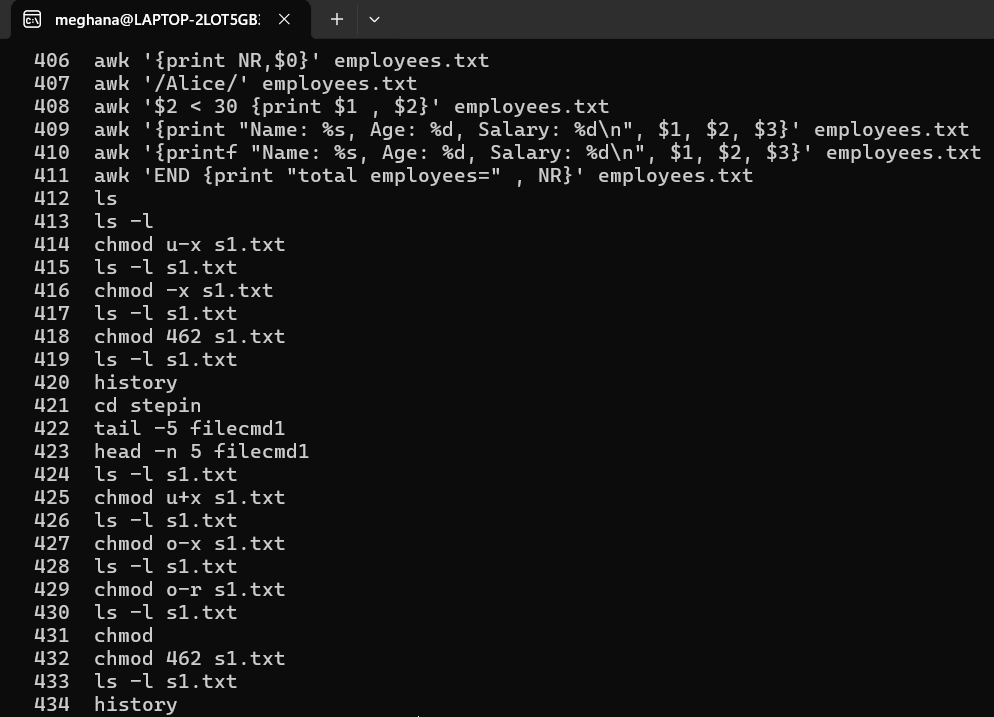 meghana@LAPTOP-2LOT5GB:
406 awk '{print NR,$0}' employees.txt
407 awk '/Alice/' employees.txt
408 awk '$2 < 30 {print $1 , $2}' employees.txt
409 awk '{print "Name: %s, Age: %d, Salary: %d\n", $1, $2, $3}' employees.txt
410 awk '{printf "Name: %s, Age: %d, Salary: %d\n", $1, $2, $3}' employees.txt
411 awk 'END {print "total employees=" , NR}' employees.txt
412 ls
413 ls -l
414 chmod u-x s1.txt
415 ls -l s1.txt
416 chmod -x s1.txt
417 ls -l s1.txt
418 chmod 462 s1.txt
419 ls -l s1.txt
420 history
421 cd stepin
422 tail -5 filecmd1
423 head -n 5 filecmd1
424 ls -l s1.txt
425 chmod u+x s1.txt
426 ls -l s1.txt
427 chmod o-x s1.txt
428 ls -l s1.txt
429 chmod o-r s1.txt
430 ls -l s1.txt
431 chmod
432 chmod 462 s1.txt
433 ls -l s1.txt
434 history